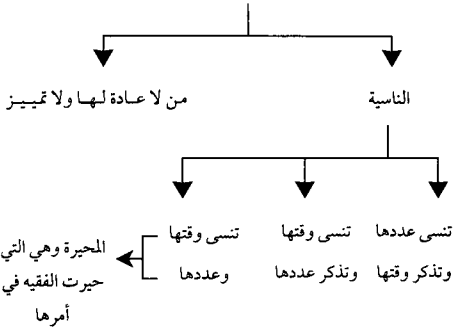 الناسية
من لا عادة لها ولا تمييز
تنسى عددها
وتذكر وقتها
تنسى وقتها
وتذكر عددها
تنسى وقتها
وعددها
المحيرة وهي التي
حيرت الفقيه في
أمرها